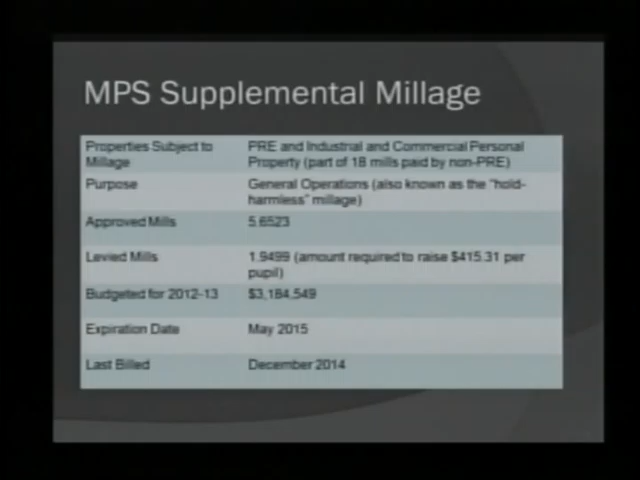 MPS Supplemental Millage
Properties Subject to
Millage
PRE and Industrial and Commercial Personal
Property (part of 18 mills paid by non-PRE)
Purpose
General Operations (also known as the "hold-
harmless" millage)
Approved Mills
5.6523
Levied Mills
1.9499 (amount required to raise $415.31 per
pupil)
Budgeted for 2012-13
$3,184,549
Expiration Date
May 2015
Last Billed
December 2014